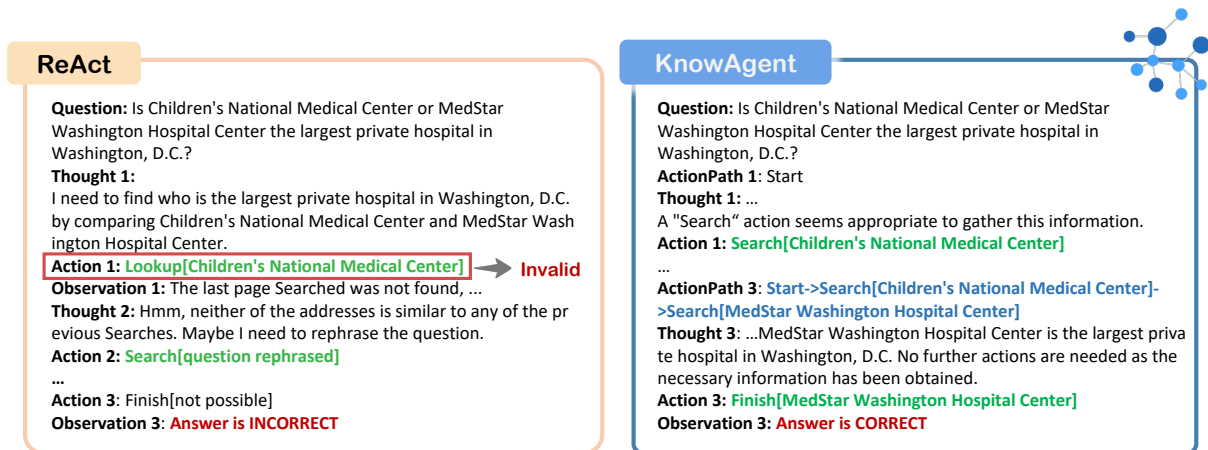 ReAct
Question: Is Children's National Medical Center or MedStar
Washington Hospital Center the largest private hospital in
Washington, D.C.?
Thought 1:
I need to find who is the largest private hospital in Washington, D.C.
by comparing Children's National Medical Center and MedStar Wash
ington Hospital Center.
Action 1: Lookup[Children's National Medical Center]
Invalid
Observation 1: The last page Searched was not found, ...
Thought 2: Hmm, neither of the addresses is similar to any of the pr
evious Searches. Maybe I need to rephrase the question.
Action 2: Search[question rephrased]
...
Action 3: Finish[not possible]
Observation 3: Answer is INCORRECT
KnowAgent
Question: Is Children's National Medical Center or MedStar
Washington Hospital Center the largest private hospital in
Washington, D.C.?
ActionPath 1: Start
Thought 1: ...
A "Search“ action seems appropriate to gather this information.
Action 1: Search[Children's National Medical Center]
...
ActionPath 3: Start->Search[Children's National Medical Center]-
>Search[MedStar Washington Hospital Center]
Thought 3: ...MedStar Washington Hospital Center is the largest priva
te hospital in Washington, D.C. No further actions are needed as the
necessary information has been obtained.
Action 3: Finish[MedStar Washington Hospital Center]
Observation 3: Answer is CORRECT